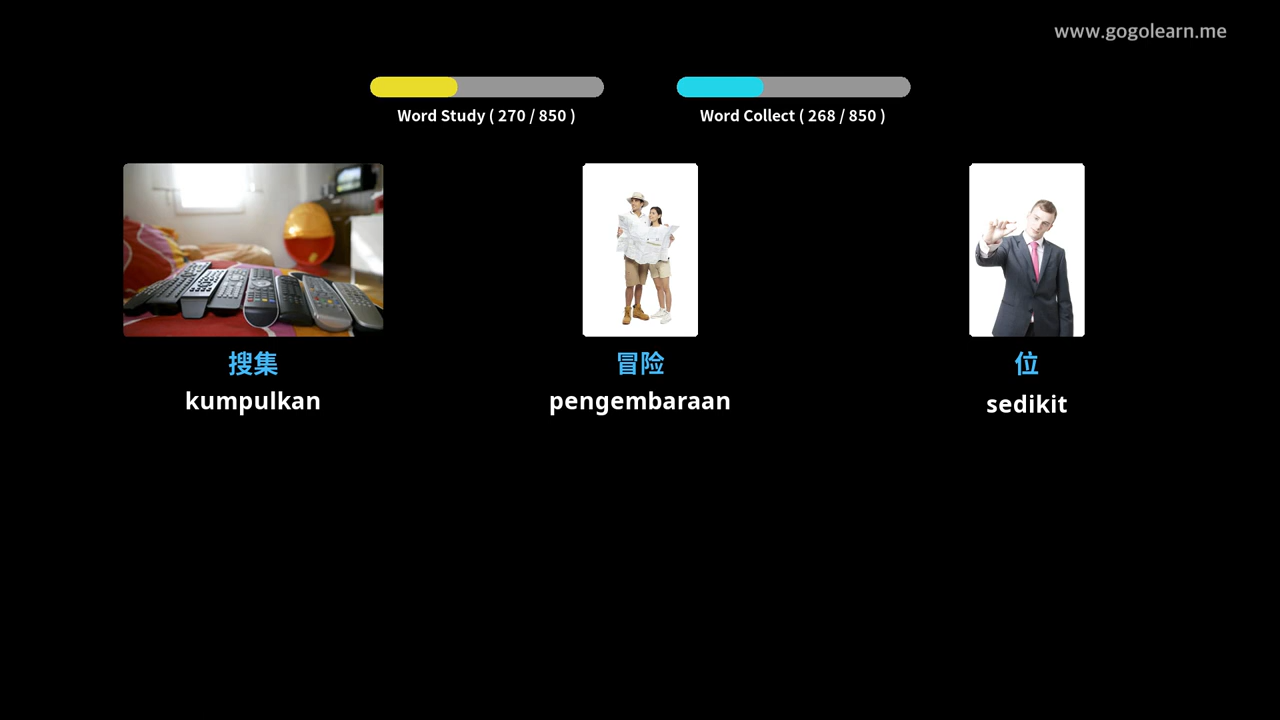 www.gogolearn.me
Word Study ( 270 / 850 )
Word Collect ( 268 / 850 )
搜集
冒险
位
kumpulkan
pengembaraan
sedikit